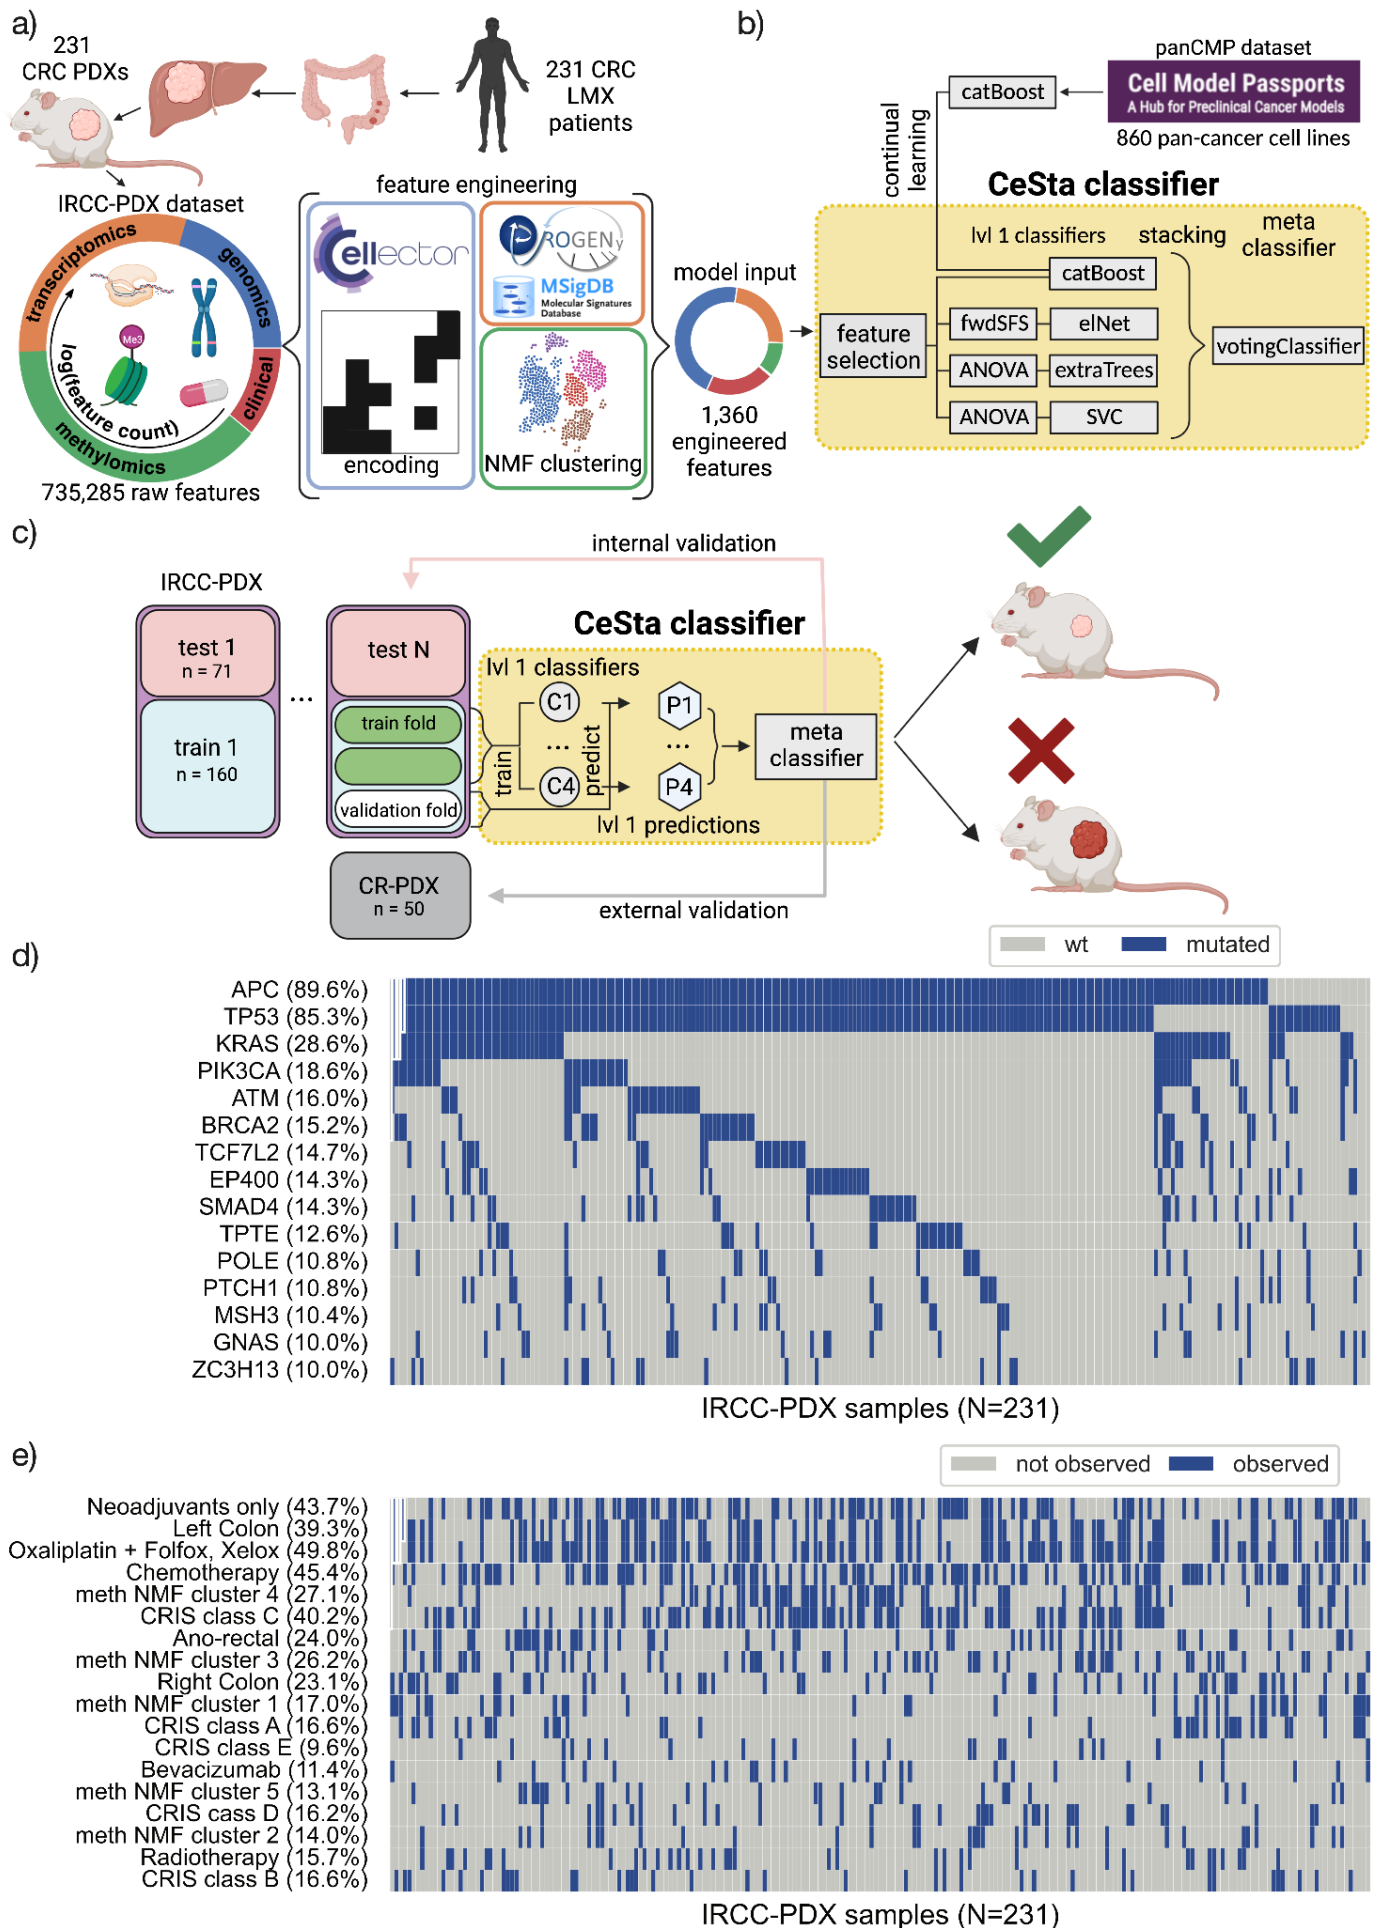 a)
231
CRC PDXs
231 CRC
LMX
patients
IRCC-PDX dataset
transcriptomics
genomics
clinical
methylomics
Me3
log(feature count)
735,285 raw features
feature engineering
Cellector
encoding
PROGENy
MSigDB
Molecular Signatures
Database
NMF clustering
model input
1,360
engineered
features
b)
panCMP dataset
Cell Model Passports
A Hub for Preclinical Cancer Models
860 pan-cancer cell lines
catBoost
continual
learning
CeSta classifier
lvl 1 classifiers
stacking
meta
classifier
feature
selection
catBoost
fwdSFS
elNet
ANOVA
extraTrees
ANOVA
SVC
votingClassifier
c)
IRCC-PDX
test 1
n = 71
train 1
n = 160
...
test N
train fold
validation fold
CR-PDX
n = 50
internal validation
CeSta classifier
lvl 1 classifiers
train
C1
...
C4
predict
P1
...
P4
lvl 1 predictions
meta
classifier
external validation
d)
wt
mutated
APC (89.6%)
TP53 (85.3%)
KRAS (28.6%)
PIK3CA (18.6%)
ATM (16.0%)
BRCA2 (15.2%)
TCF7L2 (14.7%)
EP400 (14.3%)
SMAD4 (14.3%)
TPTE (12.6%)
POLE (10.8%)
PTCH1 (10.8%)
MSH3 (10.4%)
GNAS (10.0%)
ZC3H13 (10.0%)
IRCC-PDX samples (N=231)
e)
not observed
observed
Neoadjuvants only (43.7%)
Left Colon (39.3%)
Oxaliplatin + Folfox, Xelox (49.8%)
Chemotherapy (45.4%)
meth NMF cluster 4 (27.1%)
CRIS class C (40.2%)
Ano-rectal (24.0%)
meth NMF cluster 3 (26.2%)
Right Colon (23.1%)
meth NMF cluster 1 (17.0%)
CRIS class A (16.6%)
CRIS class E (9.6%)
Bevacizumab (11.4%)
meth NMF cluster 5 (13.1%)
CRIS cass D (16.2%)
meth NMF cluster 2 (14.0%)
Radiotherapy (15.7%)
CRIS class B (16.6%)
IRCC-PDX samples (N=231)